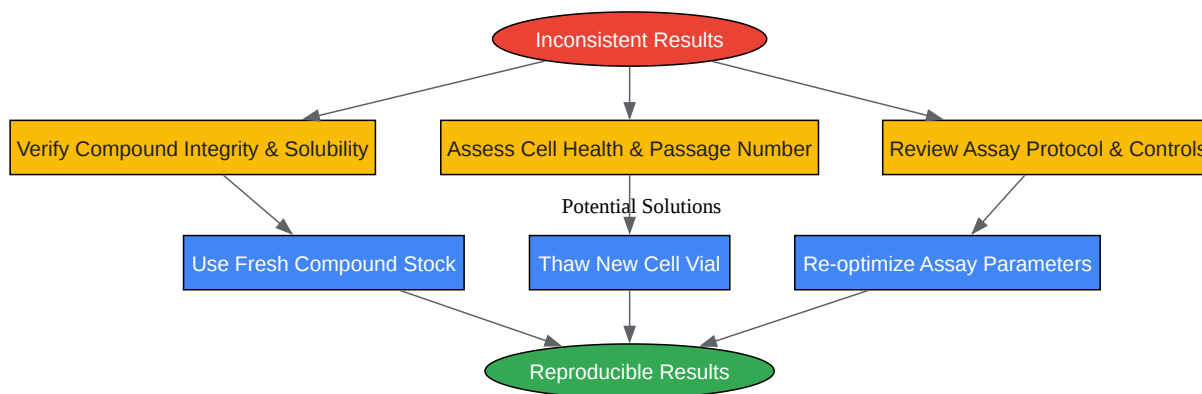 Inconsistent Results
Verify Compound Integrity & Solubility
Assess Cell Health & Passage Number
Review Assay Protocol & Controls
Potential Solutions
Use Fresh Compound Stock
Thaw New Cell Vial
Re-optimize Assay Parameters
Reproducible Results